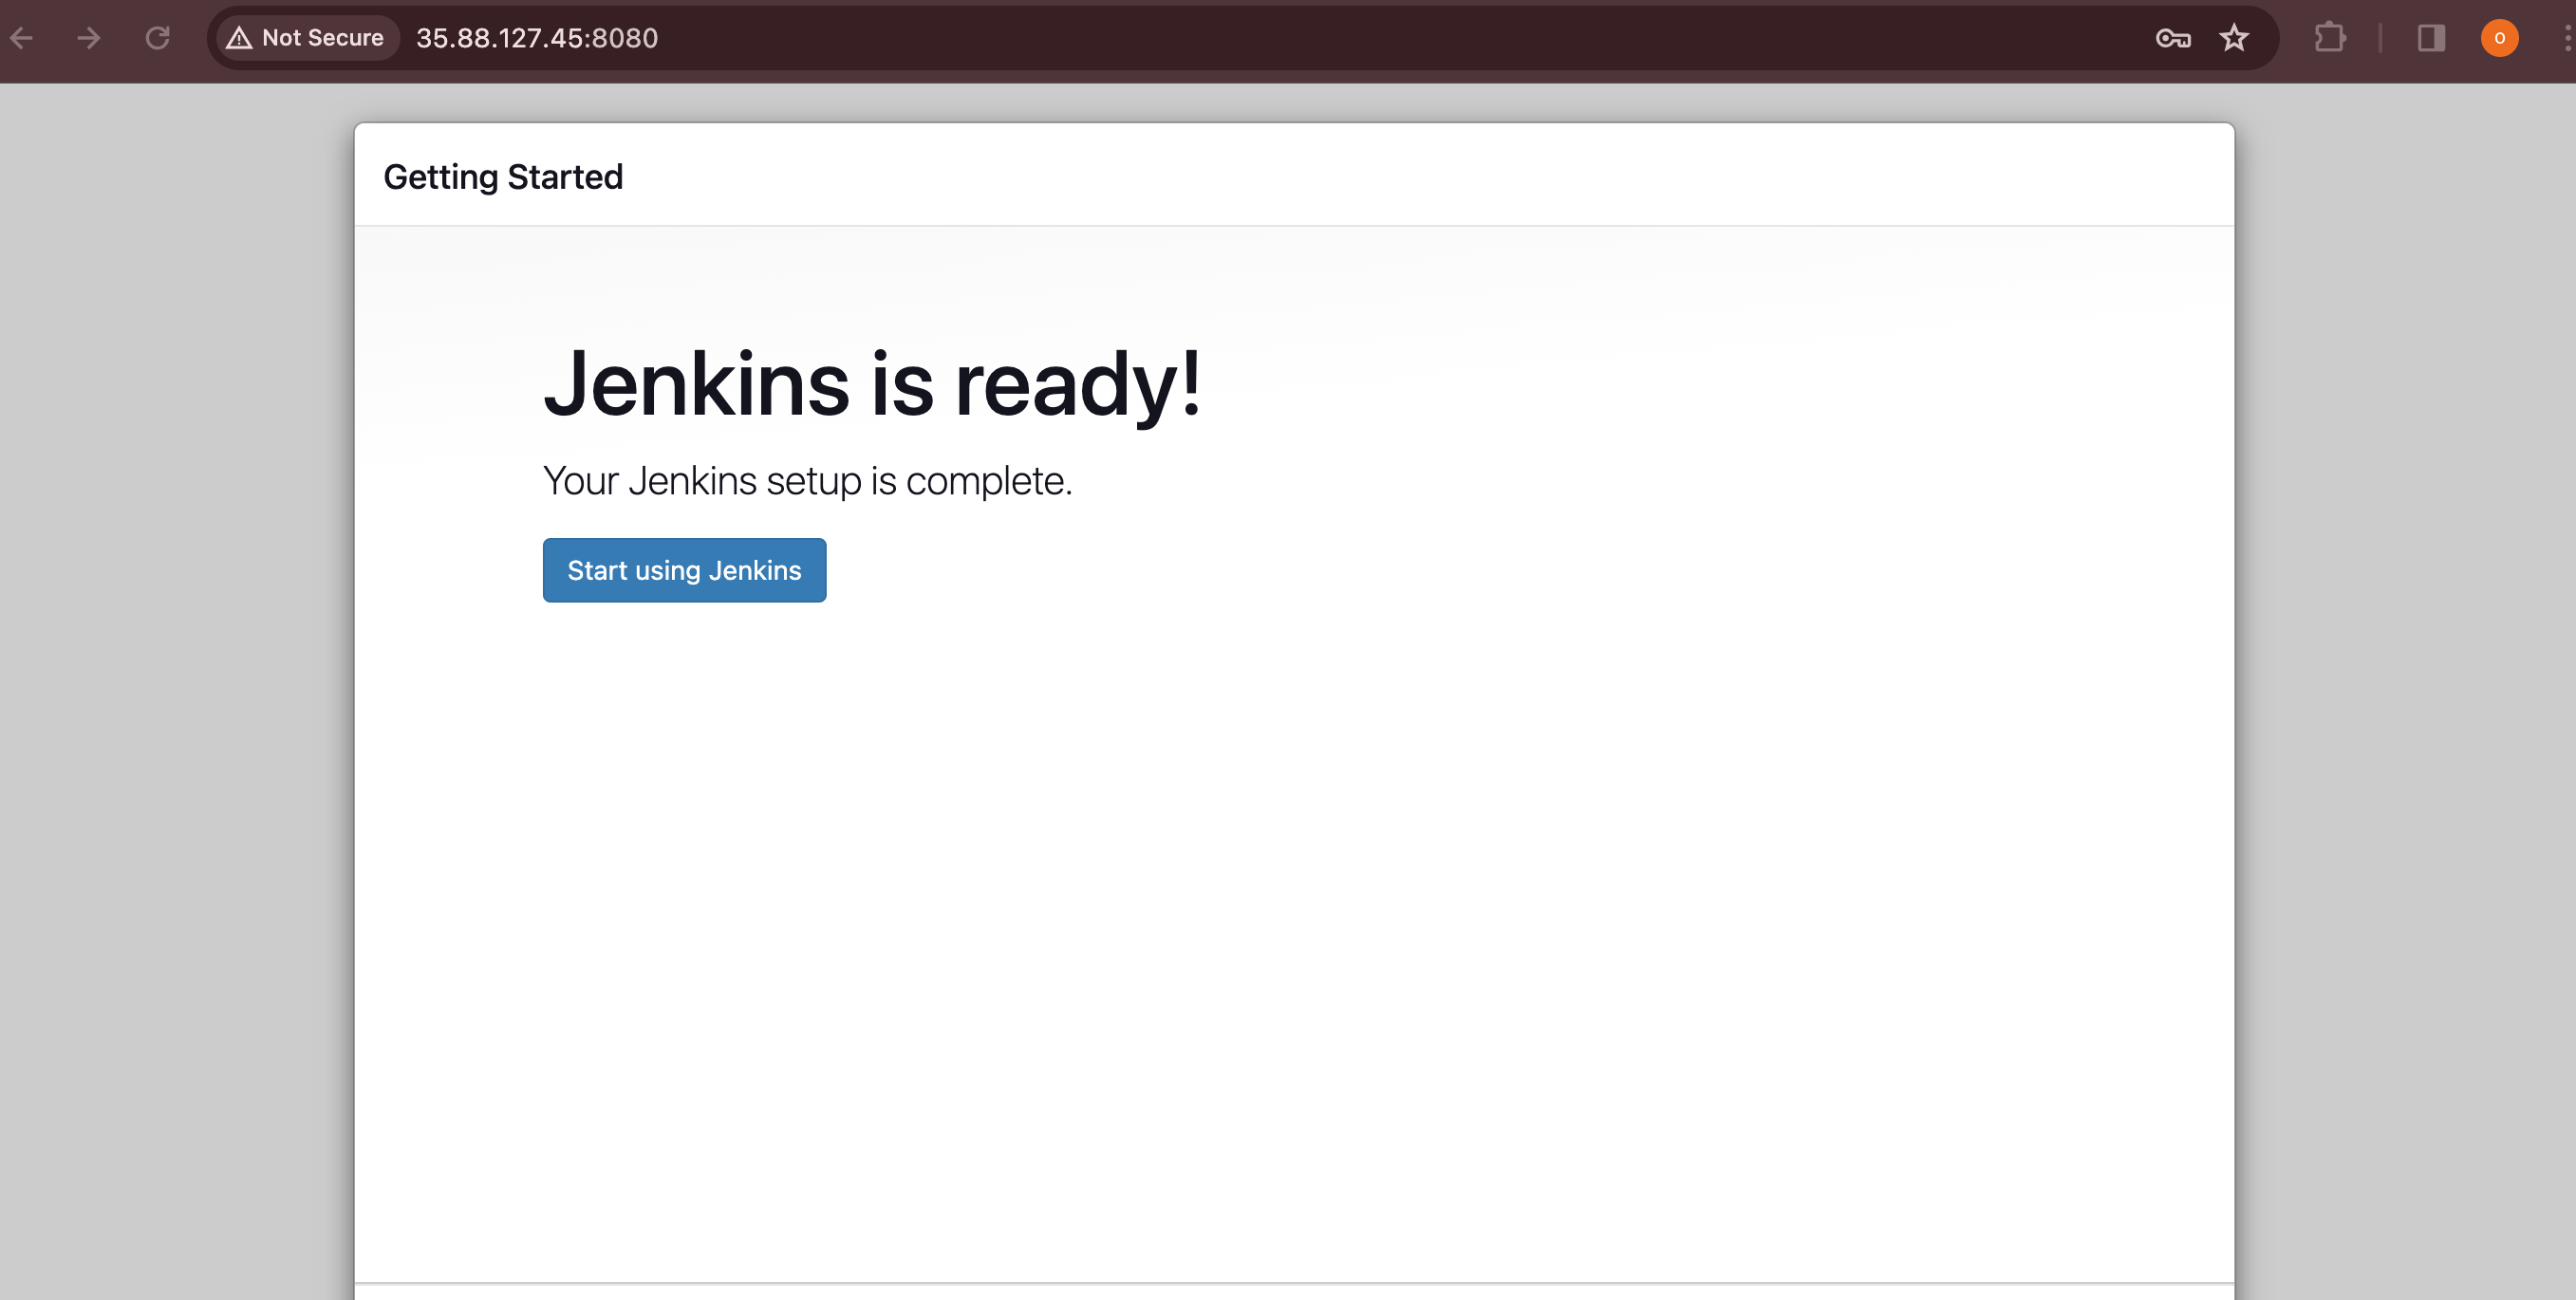 Not Secure 35.88.127.45:8080
o
Getting Started
Jenkins is ready!
Your Jenkins setup is complete.
Start using Jenkins